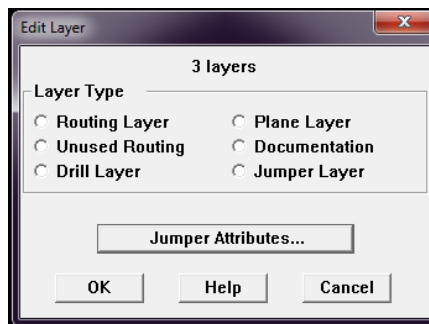 Edit Layer
3 layers
Layer Type
Routing Layer
Plane Layer
Unused Routing
Documentation
Drill Layer
Jumper Layer
Jumper Attributes...
OK
Help
Cancel